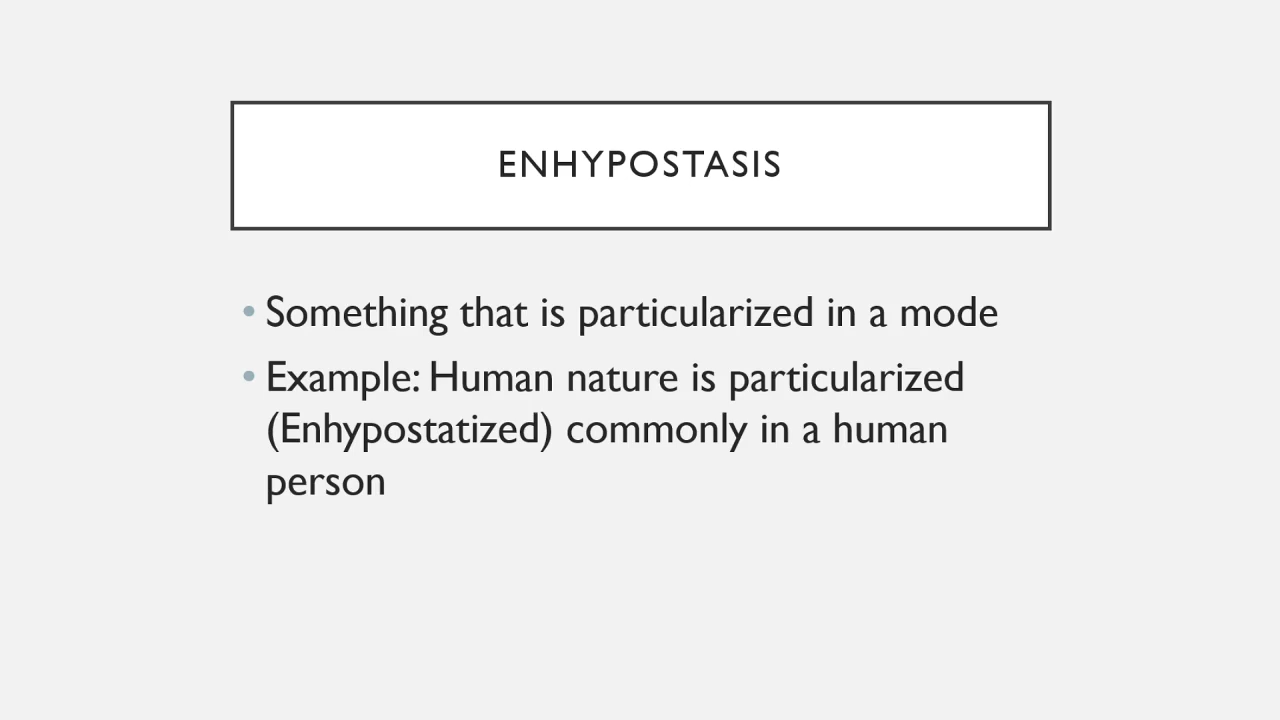 ENHYPOSTASIS
• Something that is particularized in a mode
• Example: Human nature is particularized
(Enhypostatized) commonly in a human
person